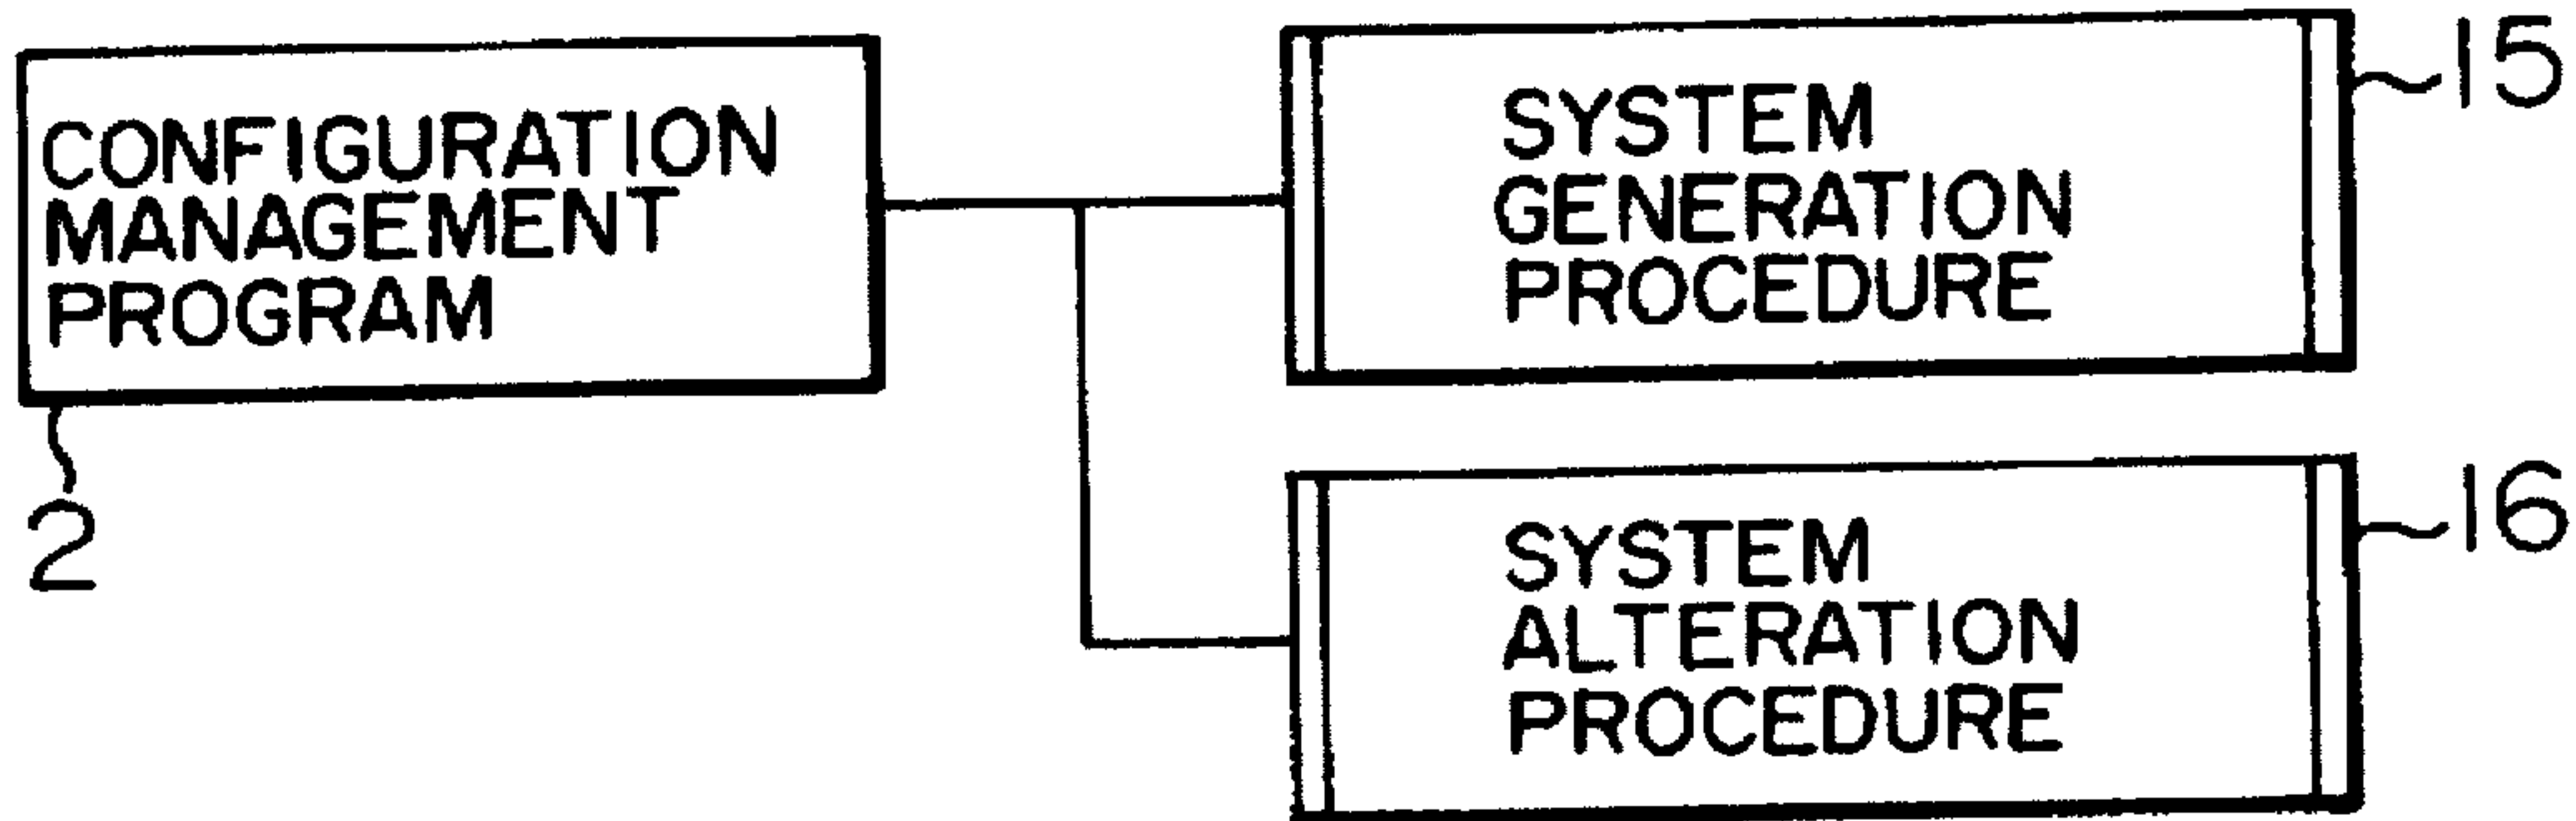 CONFIGURATION
MANAGEMENT
PROGRAM
2
SYSTEM
GENERATION
PROCEDURE
15
SYSTEM
ALTERATION
PROCEDURE
16